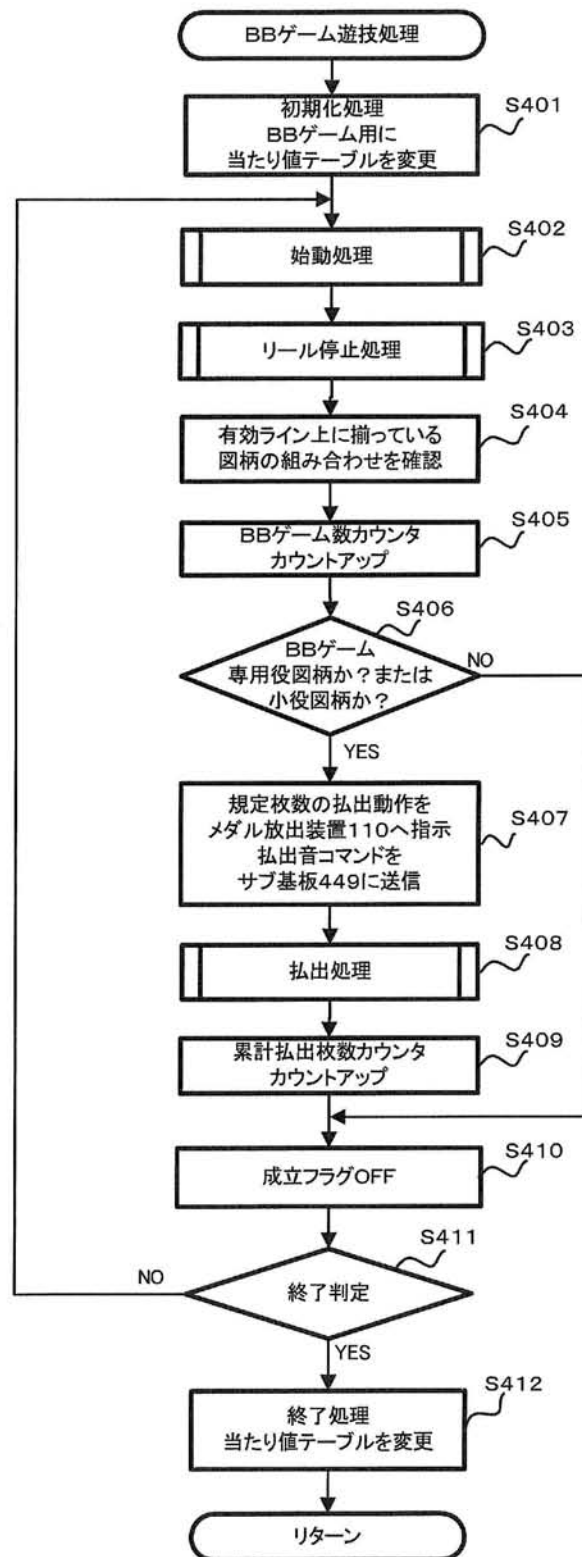 BBゲーム遊技処理
初期化処理
BBゲーム用に
当たり値テーブルを変更
S401
始動処理
S402
リール停止処理
S403
有効ライン上に揃っている
図柄の組み合わせを確認
S404
BBゲーム数カウンタ
カウントアップ
S405
BBゲーム
専用役図柄か？または
小役図柄か？
S406
NO
YES
規定枚数の払出動作を
メダル放出装置110へ指示
払出音コマンドを
サブ基板449に送信
S407
払出処理
S408
累計払出枚数カウンタ
カウントアップ
S409
成立フラグOFF
S410
終了判定
S411
NO
YES
終了処理
当たり値テーブルを変更
S412
リターン